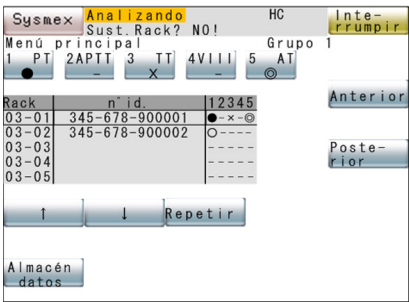 Sysmex Analizando HC Inte-
Sust.Rack? NO! rrumpir
Menú principal Grupo 1
1 PT 2APTT 3 TT 4VIII 5 AT
● – X – ◎
Anterior
Rack n°id. 12345
03-01 345-678-900001 ●-×-◎
03-02 345-678-900002 ○----
03-03 -----
03-04 -----
03-05 -----
Poste-
rior
↑ ↓ Repetir
Almacén
datos